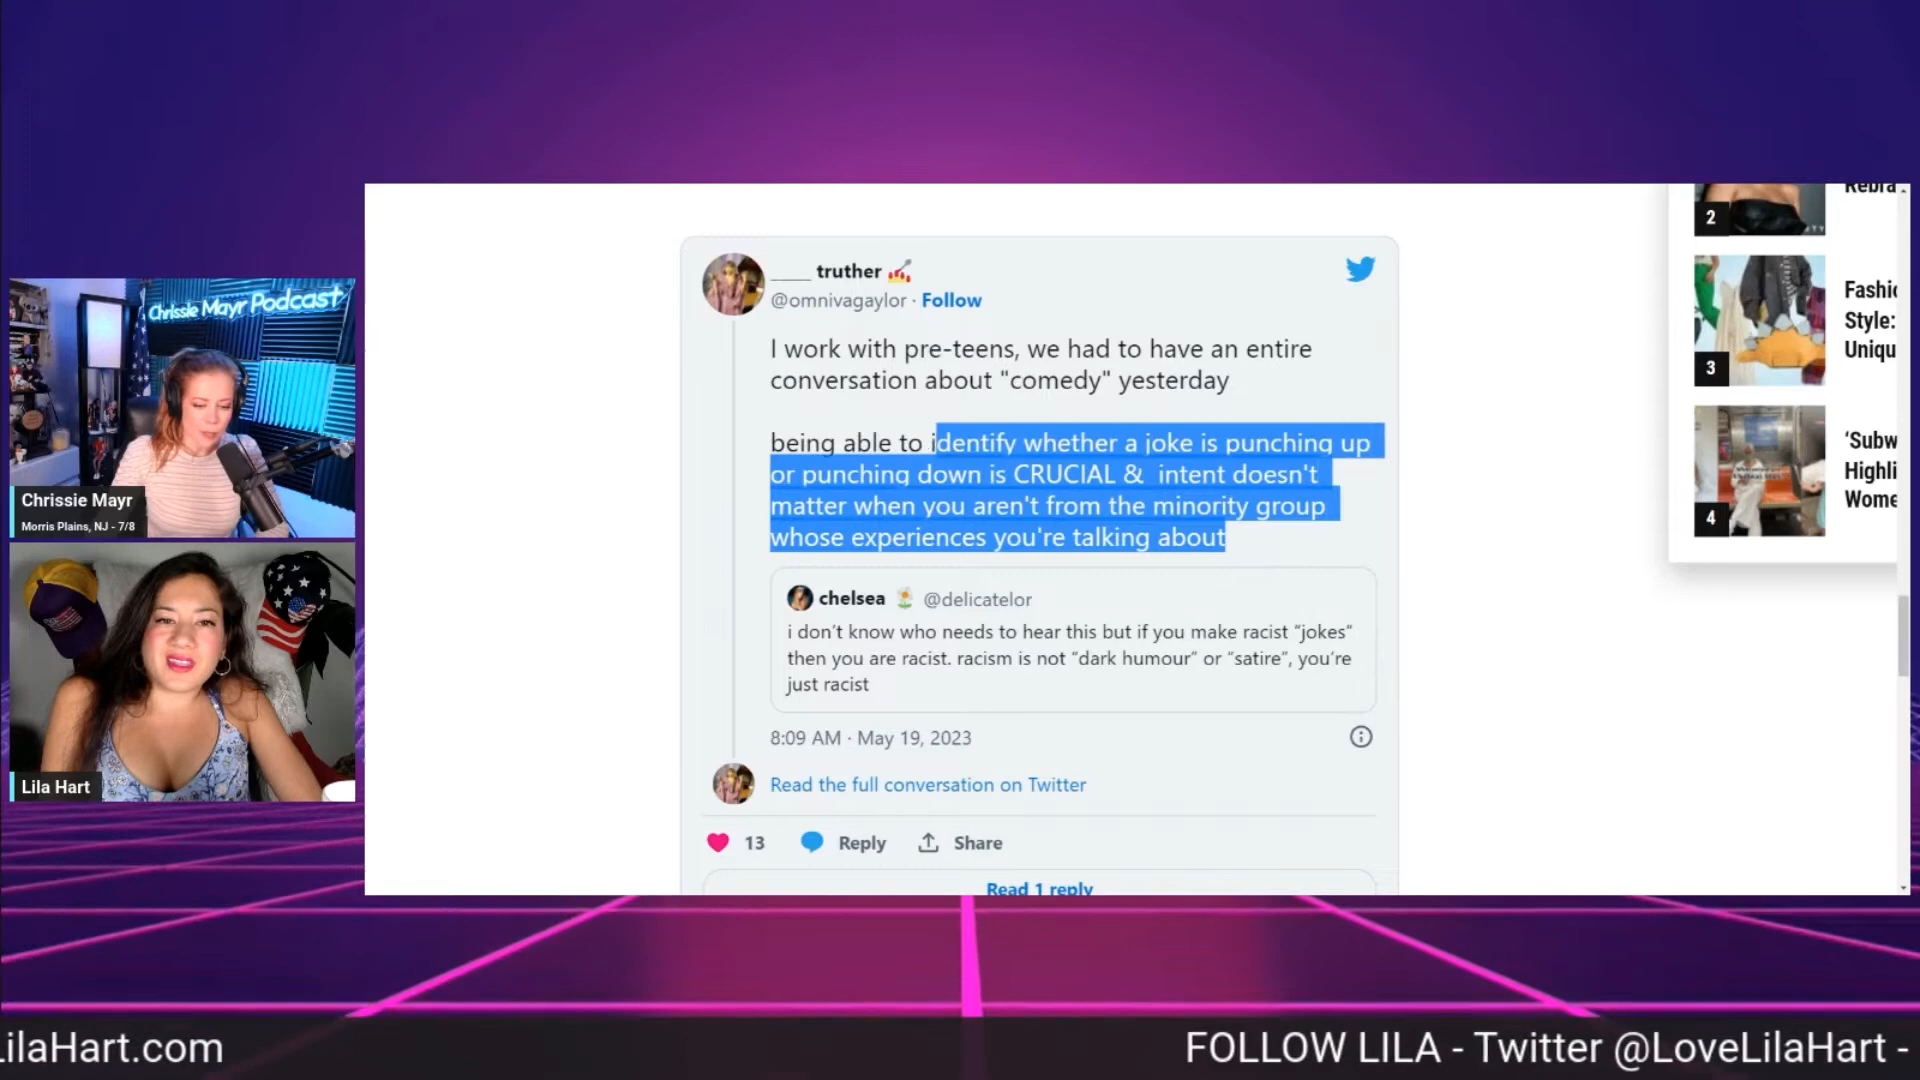 Chrissie Mayr Podcast
Chrissie Mayr
Morris Plains, NJ - 7/8
Lila Hart
____ truther
@omnivagaylor · Follow
I work with pre-teens, we had to have an entire
conversation about "comedy" yesterday
being able to identify whether a joke is punching up
or punching down is CRUCIAL & intent doesn't
matter when you aren't from the minority group
whose experiences you're talking about
chelsea @delicatelor
i don't know who needs to hear this but if you make racist “jokes“
then you are racist. racism is not “dark humour” or “satire”, you're
just racist
8:09 AM · May 19, 2023
Read the full conversation on Twitter
13 Reply Share
Read 1 reply
2
3
Fashio
Style:
Uniqu
4
‘Subw
Highli
Wome
LilaHart.com
FOLLOW LILA - Twitter @LoveLilaHart -